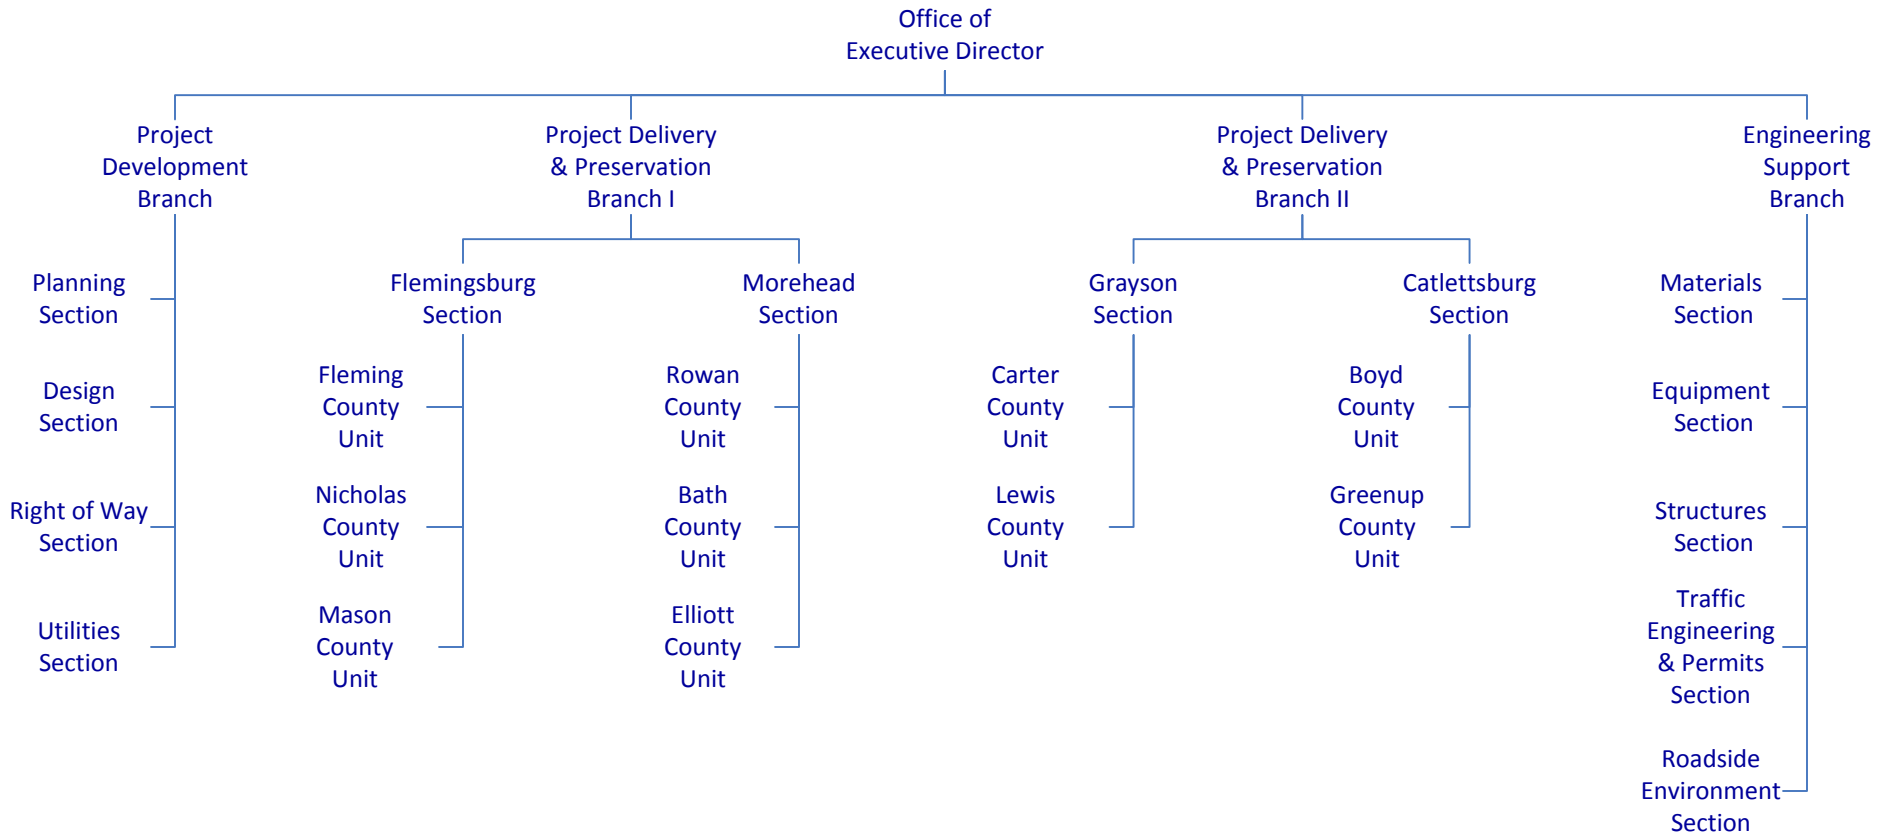 Office of
Executive Director
Project
Development
Branch
Project Delivery
& Preservation
Branch I
Project Delivery
& Preservation
Branch II
Engineering
Support
Branch
Planning
Section
Design
Section
Right of Way
Section
Utilities
Section
Flemingsburg
Section
Fleming
County
Unit
Nicholas
County
Unit
Mason
County
Unit
Morehead
Section
Rowan
County
Unit
Bath
County
Unit
Elliott
County
Unit
Grayson
Section
Carter
County
Unit
Lewis
County
Unit
Catlettsburg
Section
Boyd
County
Unit
Greenup
County
Unit
Materials
Section
Equipment
Section
Structures
Section
Traffic
Engineering
& Permits
Section
Roadside
Environment
Section